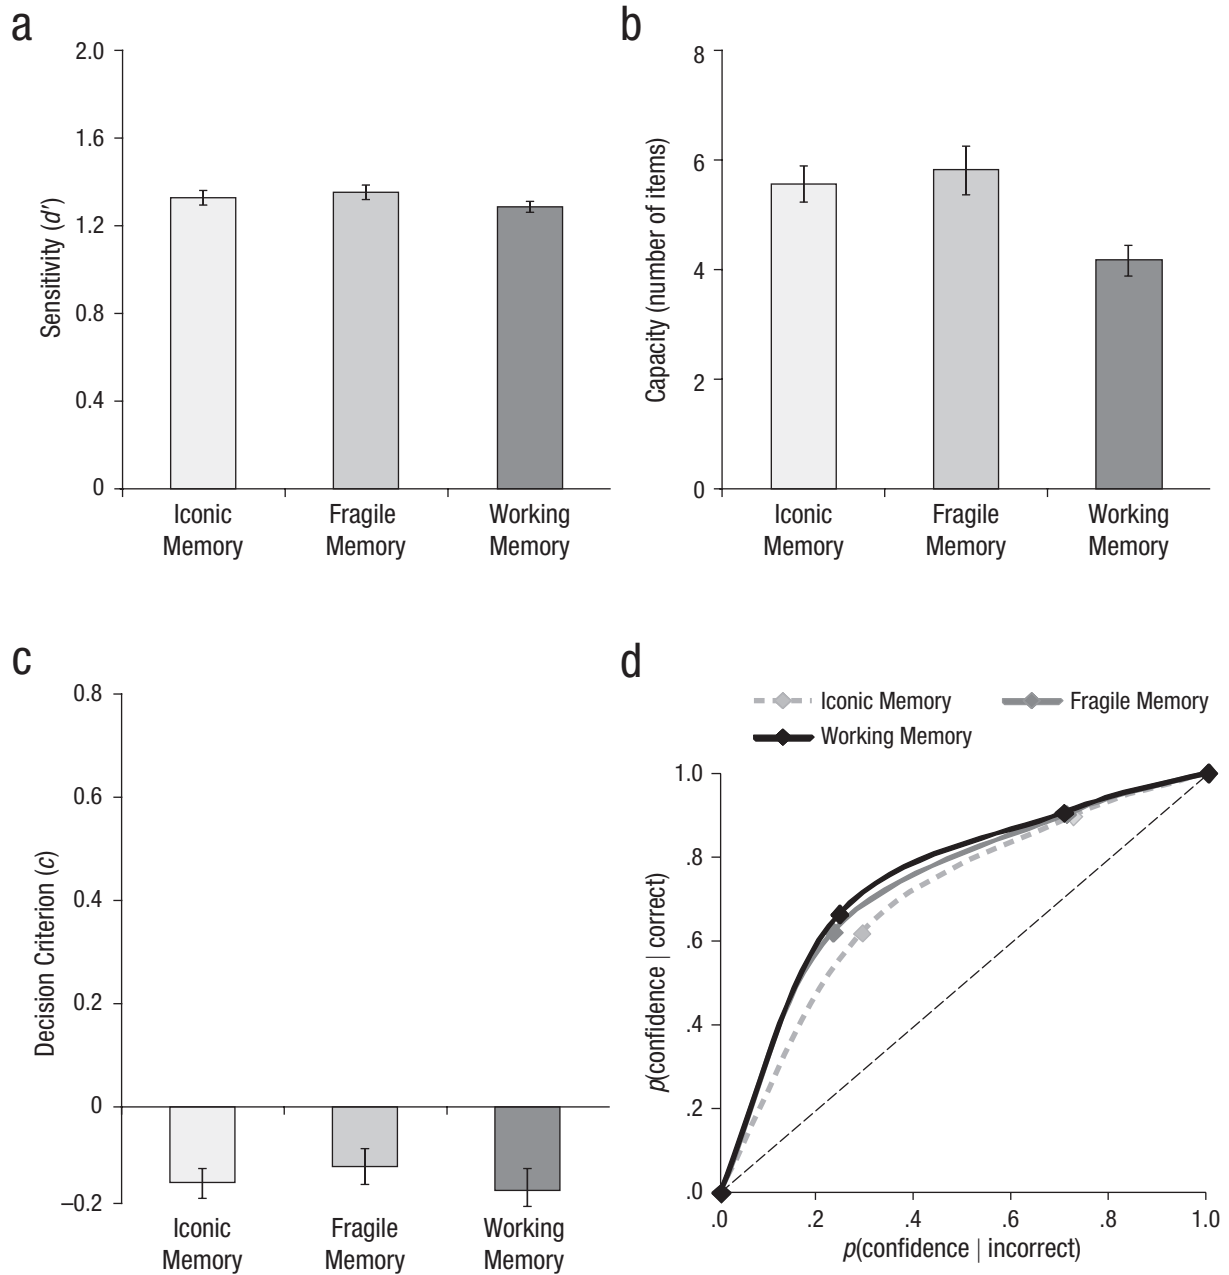 a
2.0
1.6
1.2
0.8
0.4
0
Sensitivity (d′)
Iconic Memory
Fragile Memory
Working Memory
b
8
6
4
2
0
Capacity (number of items)
Iconic Memory
Fragile Memory
Working Memory
c
0.8
0.6
0.4
0.2
0
–0.2
Decision Criterion (c)
Iconic Memory
Fragile Memory
Working Memory
d
Iconic Memory
Fragile Memory
Working Memory
1.0
.8
.6
.4
.2
.0
p(confidence | correct)
.0 .2 .4 .6 .8 1.0
p(confidence | incorrect)